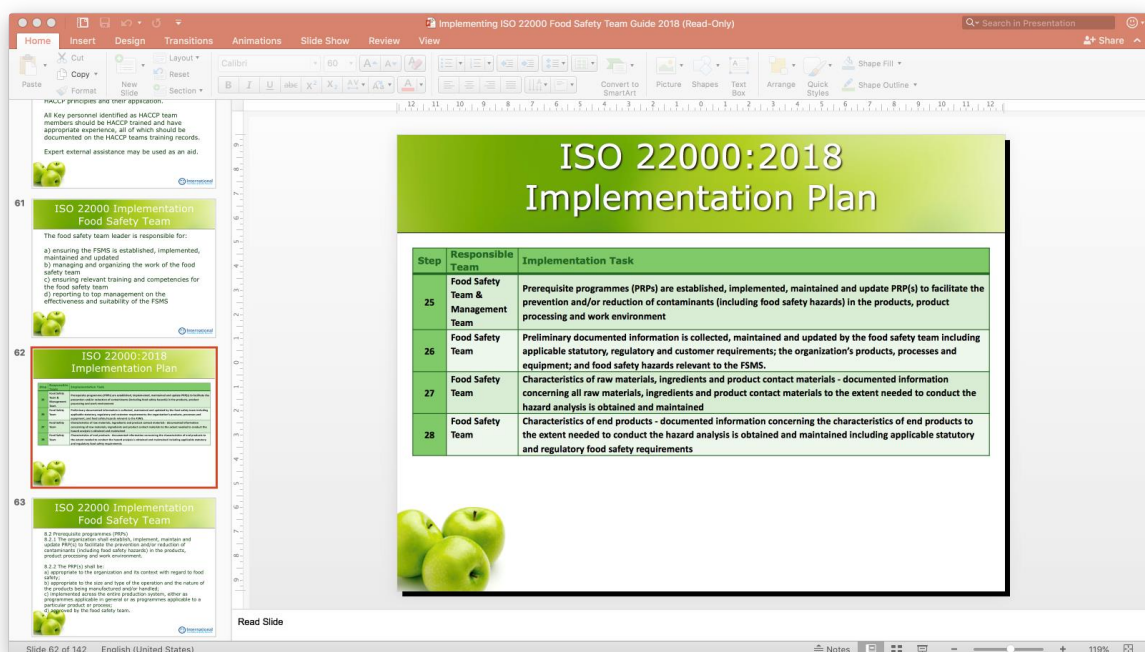 Implementing ISO 22000 Food Safety Team Guide 2018 (Read-Only)
Search in Presentation
Home Insert Design Transitions Animations Slide Show Review View
Share
Paste
Cut
Copy
Format
New
Slide
Layout
Reset
Section
Calibri
60
Convert to
SmartArt
Picture
Shapes
Text
Box
Arrange
Quick
Styles
Shape Fill
Shape Outline
HACCP principles and their application.
All Key personnel identified as HACCP team
members should be HACCP trained and have
appropriate experience, all of which should be
documented on the HACCP teams training records.
Expert external assistance may be used as an aid.
International
61
ISO 22000 Implementation
Food Safety Team
The food safety team leader is responsible for:
a) ensuring the FSMS is established, implemented,
maintained and updated
b) managing and organizing the work of the food
safety team
c) ensuring relevant training and competencies for
the food safety team
d) reporting to top management on the
effectiveness and suitability of the FSMS
International
62
ISO 22000:2018
Implementation Plan
63
ISO 22000 Implementation
Food Safety Team
8.2 Prerequisite programmes (PRPs)
8.2.1 The organization shall establish, implement, maintain and
update PRP(s) to facilitate the prevention and/or reduction of
contaminants (including food safety hazards) in the products,
product processing and work environment.
8.2.2 The PRP(s) shall be:
a) appropriate to the organization and its context with regard to food
safety;
b) appropriate to the size and type of the operation and the nature of
the products being manufactured and/or handled;
c) implemented across the entire production system, either as
programmes applicable in general or as programmes applicable to a
particular product or process;
d) approved by the food safety team.
International
ISO 22000:2018
Implementation Plan
Step
Responsible
Team
Implementation Task
25
Food Safety
Team &
Management
Team
Prerequisite programmes (PRPs) are established, implemented, maintained and update PRP(s) to facilitate the
prevention and/or reduction of contaminants (including food safety hazards) in the products, product
processing and work environment
26
Food Safety
Team
Preliminary documented information is collected, maintained and updated by the food safety team including
applicable statutory, regulatory and customer requirements; the organization's products, processes and
equipment; and food safety hazards relevant to the FSMS.
27
Food Safety
Team
Characteristics of raw materials, ingredients and product contact materials - documented information
concerning all raw materials, ingredients and product contact materials to the extent needed to conduct the
hazard analysis is obtained and maintained
28
Food Safety
Team
Characteristics of end products - documented information concerning the characteristics of end products to
the extent needed to conduct the hazard analysis is obtained and maintained including applicable statutory
and regulatory food safety requirements
Read Slide
Slide 62 of 142 English (United States)
Notes
119%